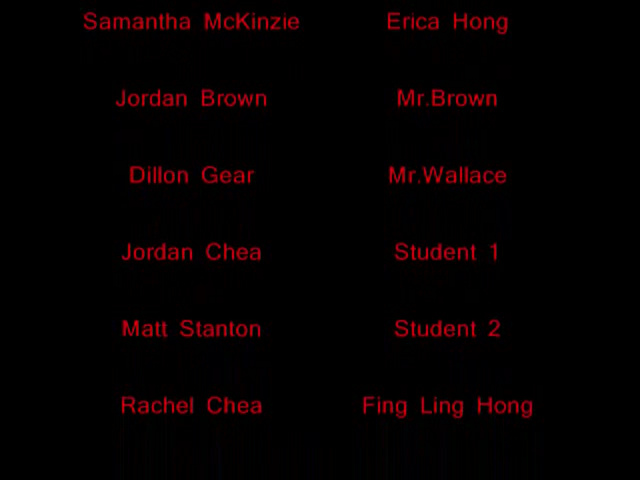 Samantha McKinzie Erica Hong
Jordan Brown Mr.Brown
Dillon Gear Mr.Wallace
Jordan Chea Student 1
Matt Stanton Student 2
Rachel Chea Fing Ling Hong